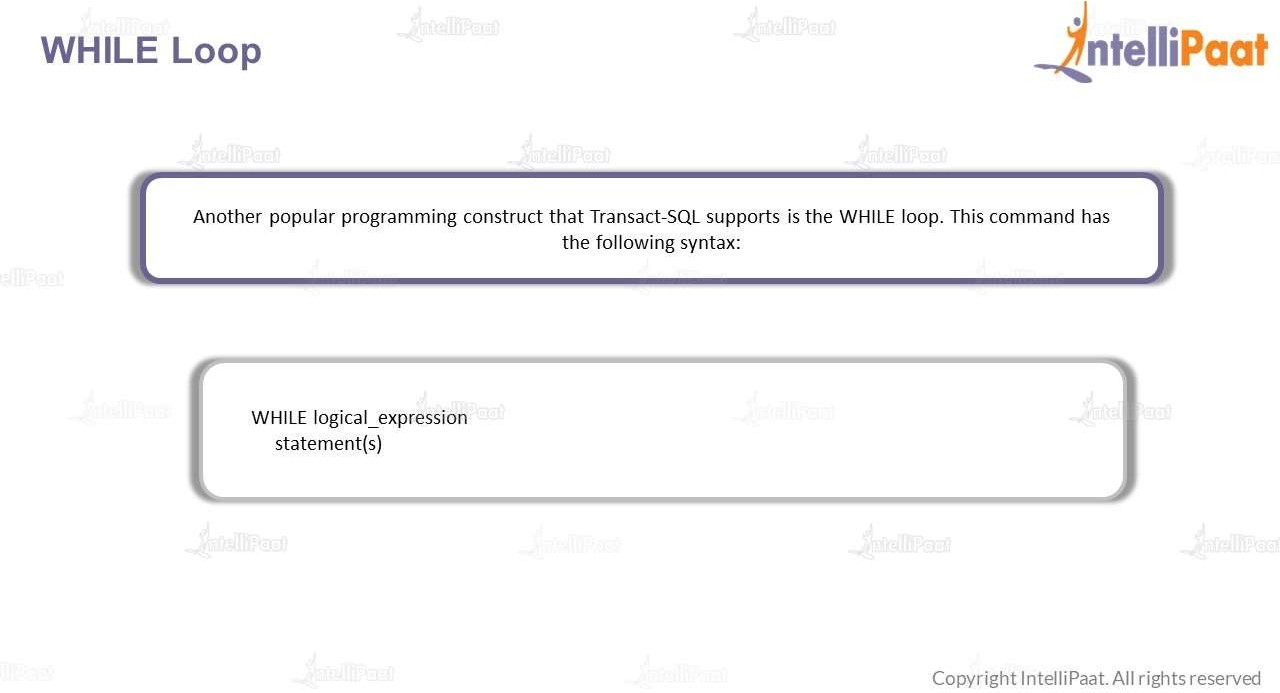 WHILE Loop
IntelliPaat
Another popular programming construct that Transact-SQL supports is the WHILE loop. This command has
the following syntax:
WHILE logical_expression
statement(s)
Copyright IntelliPaat. All rights reserved